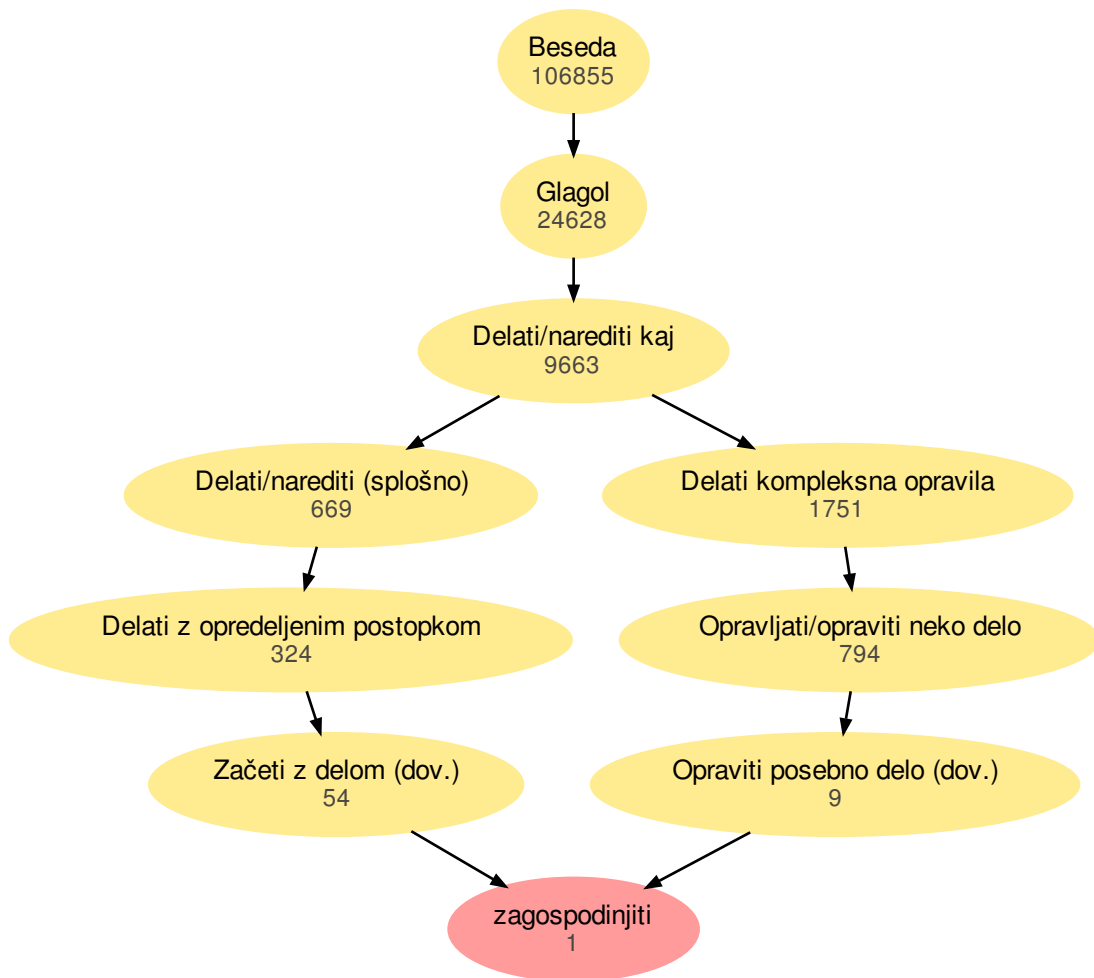 Beseda
106855
Glagol
24628
Delati/narediti kaj
9663
Delati/narediti (splošno)
669
Delati kompleksna opravila
1751
Delati z opredeljenim postopkom
324
Opravljati/opraviti neko delo
794
Začeti z delom (dov.)
54
Opraviti posebno delo (dov.)
9
zagospodinjiti
1